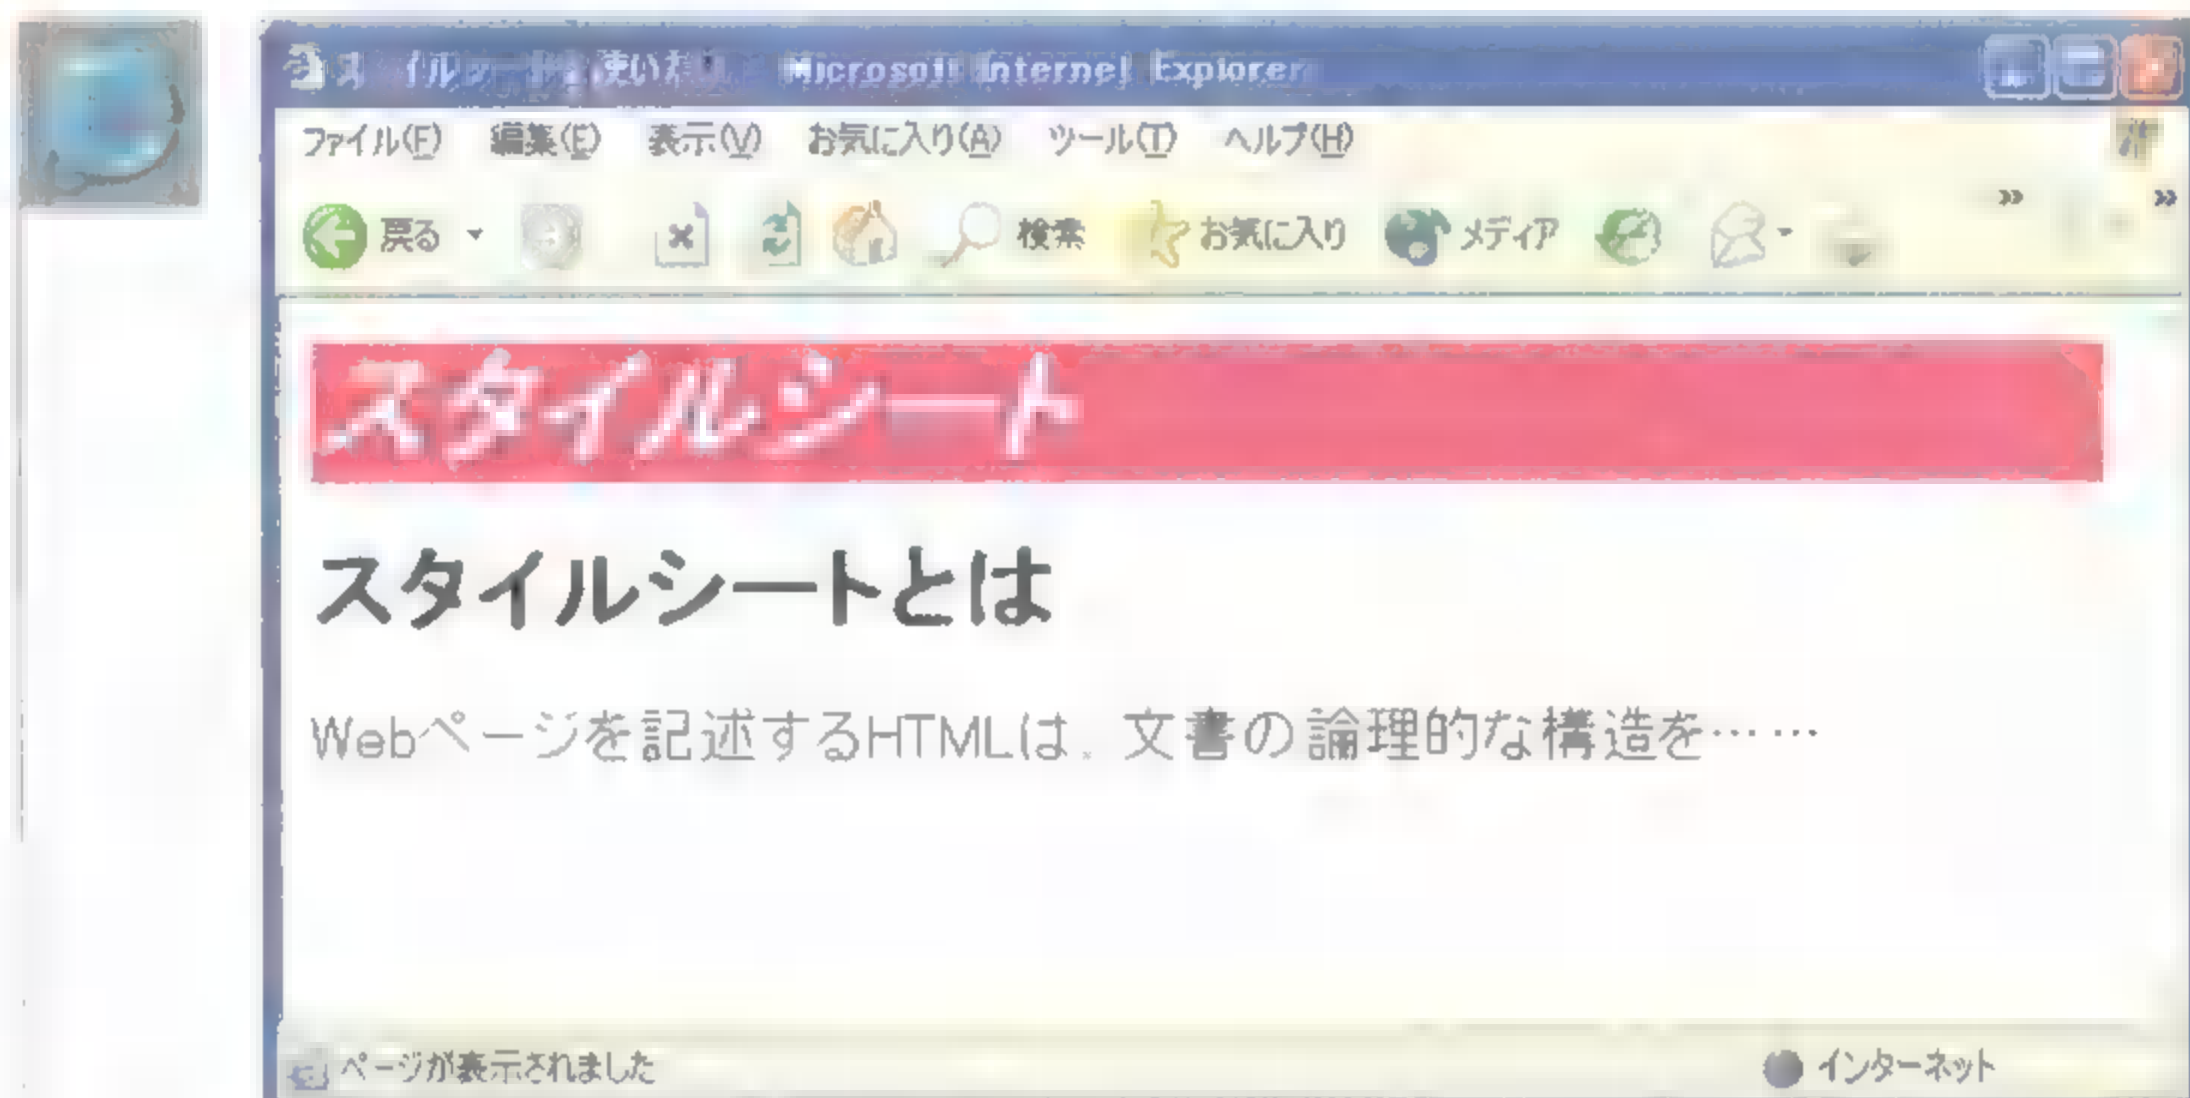 使い Microsoft Internet Explorer
ファイル(F) 編集(E) 表示(V) お気に入り(A) ツール(T) ヘルプ(H)
戻る 検索 お気に入り メディア » »
スタイルシート
スタイルシートとは
Webページを記述するHTMLは，文書の論理的な構造を……
ページが表示されました インターネット